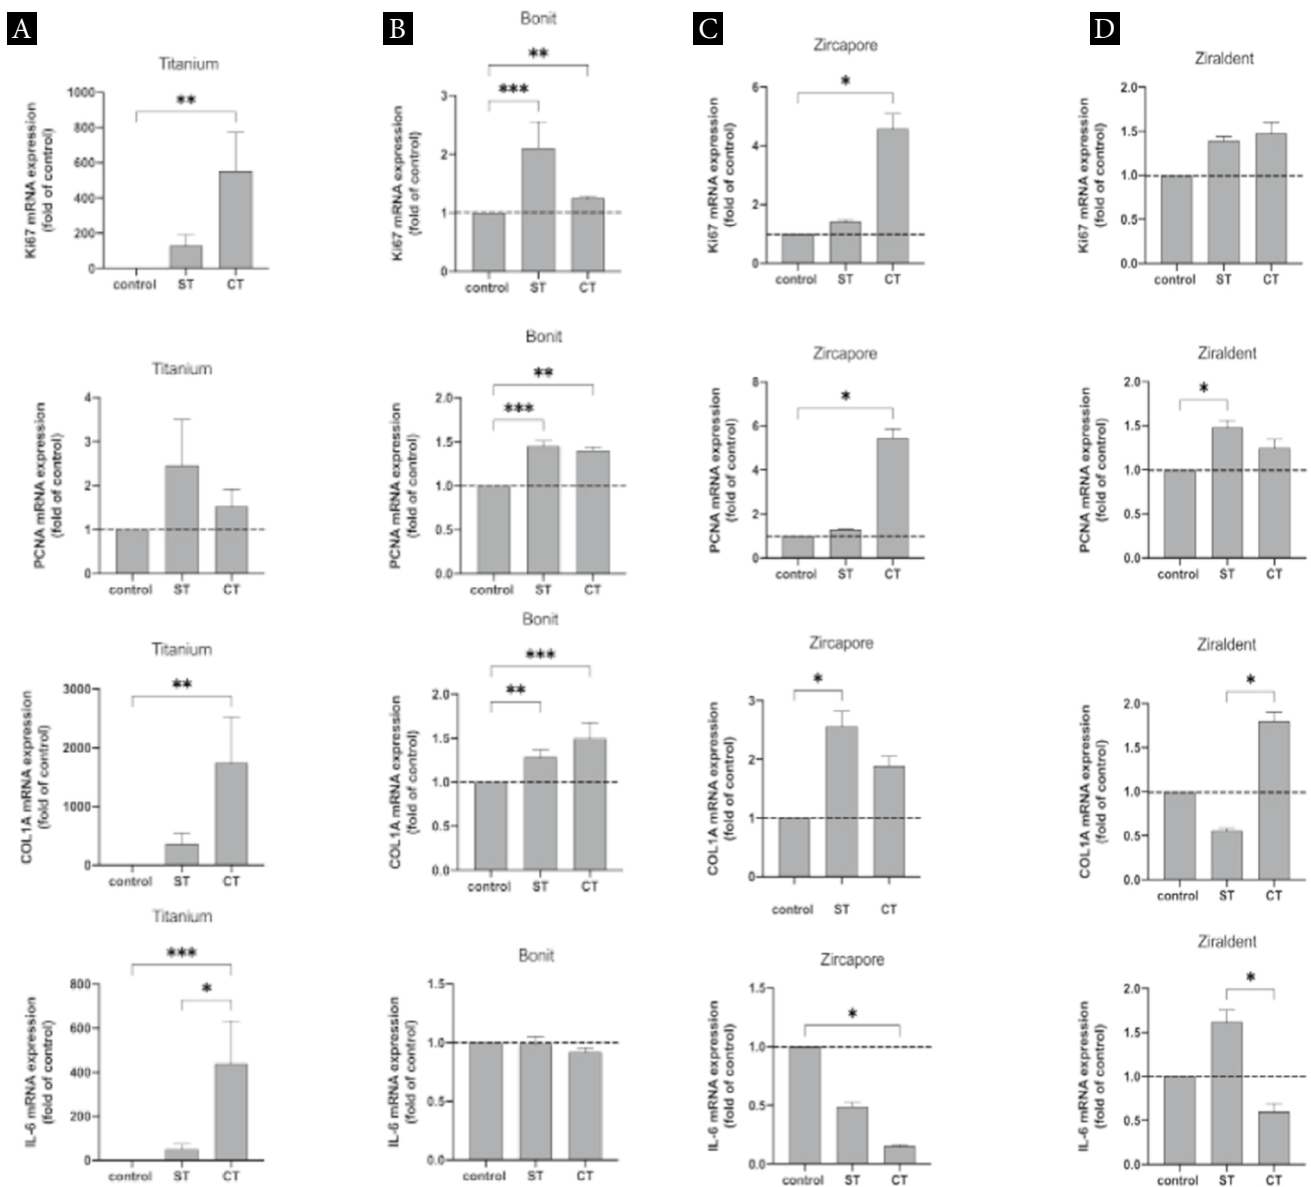 A
Titanium
**
Ki67 mRNA expression
(fold of control)
1000
800
600
400
200
0
control ST CT
Titanium
PCNA mRNA expression
(fold of control)
4
3
2
1
0
control ST CT
Titanium
**
COL1A mRNA expression
(fold of control)
3000
2000
1000
0
control ST CT
Titanium
***
*
IL-6 mRNA expression
(fold of control)
800
600
400
200
0
control ST CT
B
Bonit
**
***
Ki67 mRNA expression
(fold of control)
3
2
1
0
control ST CT
Bonit
**
***
PCNA mRNA expression
(fold of control)
2.0
1.5
1.0
0.5
0.0
control ST CT
Bonit
***
**
COL1A mRNA expression
(fold of control)
2.0
1.5
1.0
0.5
0.0
control ST CT
Bonit
IL-6 mRNA expression
(fold of control)
1.5
1.0
0.5
0.0
control ST CT
C
Zircapore
*
Ki67 mRNA expression
(fold of control)
6
4
2
0
control ST CT
Zircapore
*
PCNA mRNA expression
(fold of control)
8
6
4
2
0
control ST CT
Zircapore
*
COL1A mRNA expression
(fold of control)
3
2
1
0
control ST CT
Zircapore
*
IL-6 mRNA expression
(fold of control)
1.5
1.0
0.5
0.0
control ST CT
D
Ziraldent
Ki67 mRNA expression
(fold of control)
2.0
1.5
1.0
0.5
0.0
control ST CT
Ziraldent
*
PCNA mRNA expression
(fold of control)
2.0
1.5
1.0
0.5
0.0
control ST CT
Ziraldent
*
COL1A mRNA expression
(fold of control)
2.0
1.5
1.0
0.5
0.0
control ST CT
Ziraldent
*
IL-6 mRNA expression
(fold of control)
2.0
1.5
1.0
0.5
0.0
control ST CT